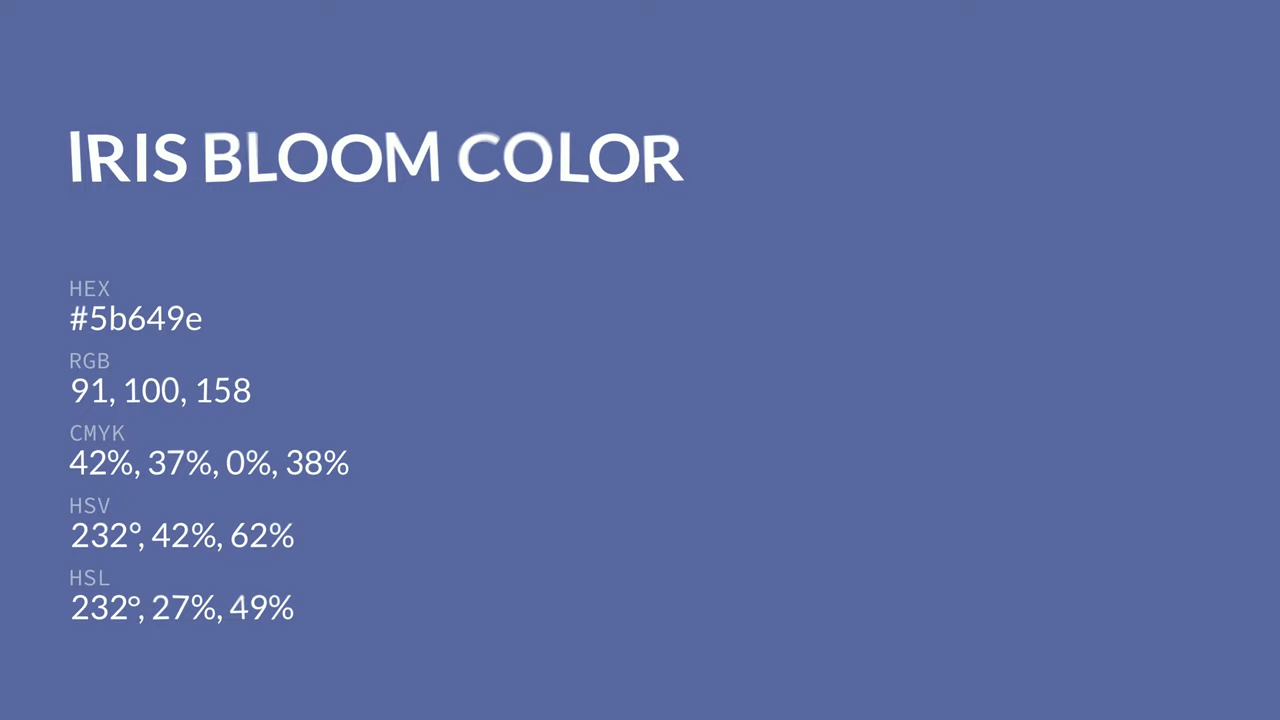 IRIS BLOOM COLOR
HEX
#5b649e
RGB
91, 100, 158
CMYK
42%, 37%, 0%, 38%
HSV
232°, 42%, 62%
HSL
232°, 27%, 49%